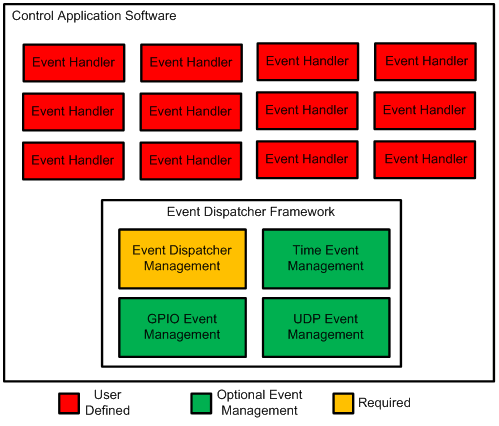 Control Application Software
Event Handler Event Handler Event Handler Event Handler
Event Handler Event Handler Event Handler Event Handler
Event Handler Event Handler Event Handler Event Handler
Event Dispatcher Framework
Event Dispatcher
Management
Time Event
Management
GPIO Event
Management
UDP Event
Management
User
Defined
Optional Event
Management
Required